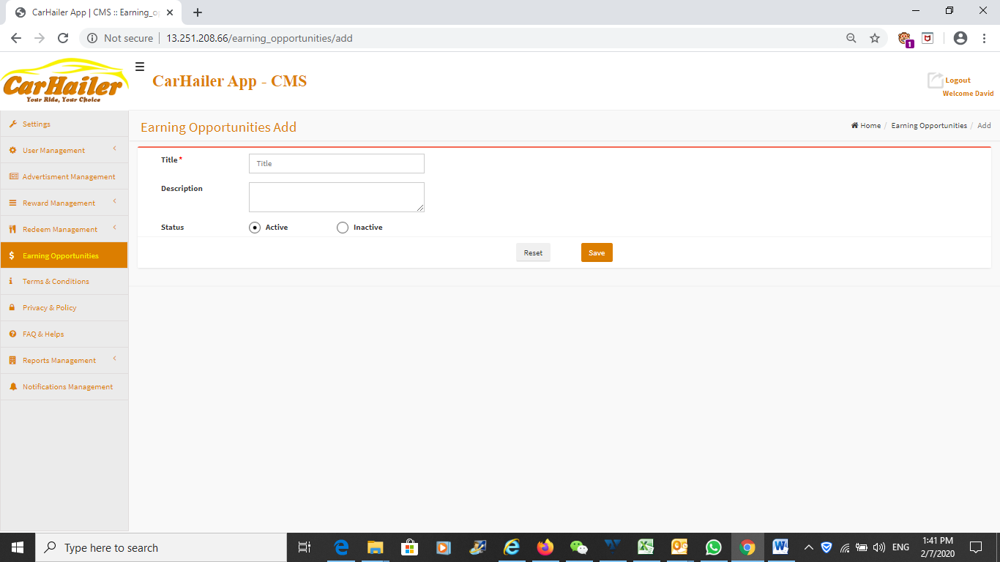 CarHailer App | CMS :: Earning_o
Not secure
13.251.208.66/earning_opportunities/add
1
CarHailer
Your Ride, Your Choice
CarHailer App - CMS
Logout
Welcome David
Settings
User Management
Advertisment Management
Reward Management
Redeem Management
Earning Opportunities
Terms & Conditions
Privacy & Policy
FAQ & Helps
Reports Management
Notifications Management
Earning Opportunities Add
Home / Earning Opportunities / Add
Title *
Title
Description
Status
Active
Inactive
Reset
Save
Type here to search
ENG
1:41 PM
2/7/2020